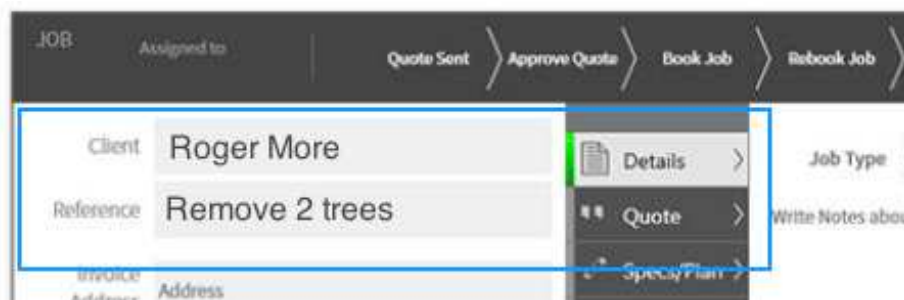 JOB
Assigned to
Quote Sent
Approve Quote
Book Job
Rebook Job
Client
Roger More
Details
Job Type
Reference
Remove 2 trees
Quote
Write Notes abou
Specs/Plan
Invoice
Address
Address